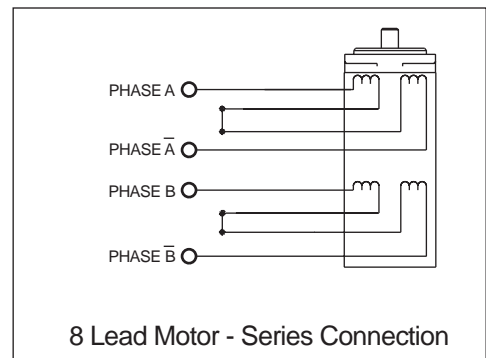 PHASE A
PHASE A̅
PHASE B
PHASE B̅
8 Lead Motor - Series Connection